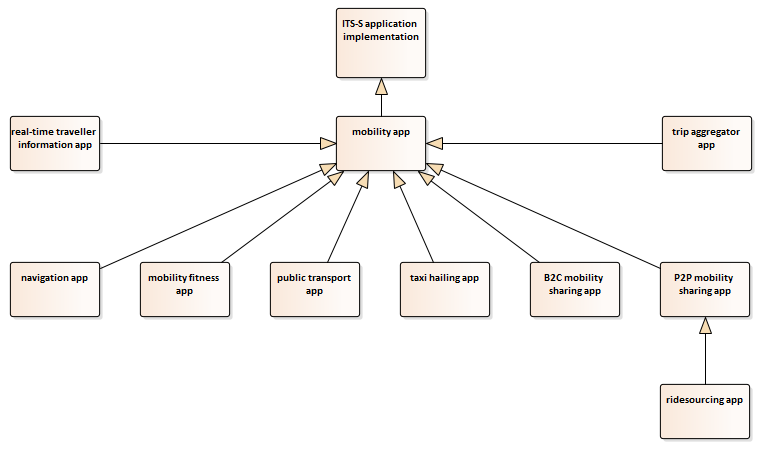 ITS-S application
implementation
real-time traveller
information app
mobility app
trip aggregator
app
navigation app
mobility fitness
app
public transport
app
taxi hailing app
B2C mobility
sharing app
P2P mobility
sharing app
ridesourcing app